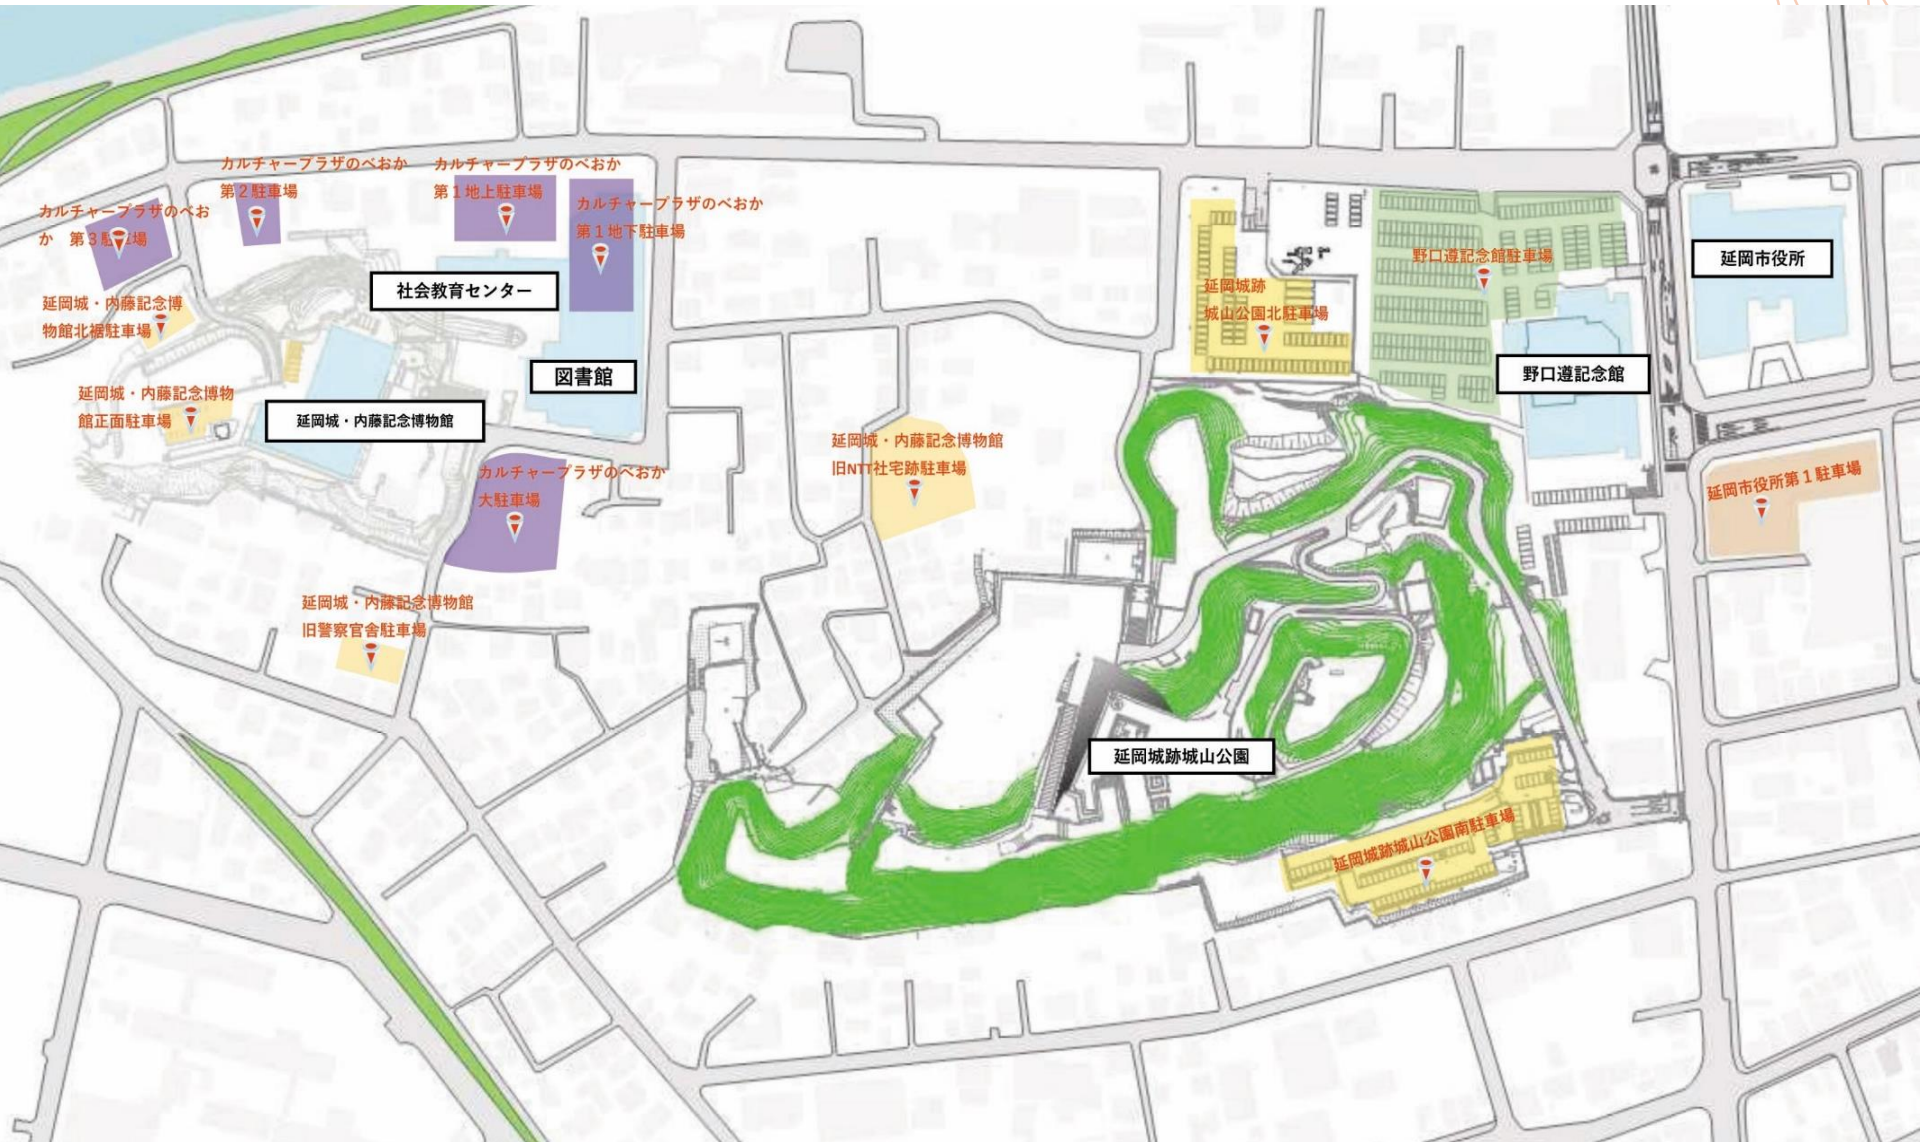 カルチャープラザのべおか
第2駐車場
カルチャープラザのべおか
第1地上駐車場
カルチャープラザのべおか
第1地下駐車場
カルチャープラザのべお
か 第3駐車場
延岡城・内藤記念博
物館北裾駐車場
延岡城・内藤記念博物
館正面駐車場
社会教育センター
図書館
延岡城・内藤記念博物館
カルチャープラザのべおか
大駐車場
延岡城・内藤記念博物館
旧警察官舎駐車場
延岡城・内藤記念博物館
旧NTT社宅跡駐車場
延岡城跡
城山公園北駐車場
野口遵記念館駐車場
野口遵記念館
延岡市役所
延岡市役所第1駐車場
延岡城跡城山公園
延岡城跡城山公園南駐車場